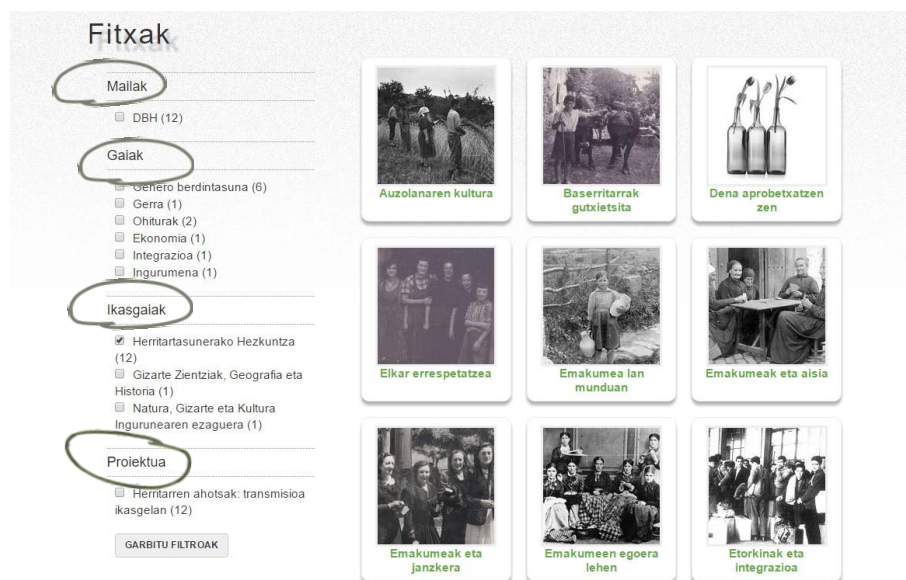 Fitxak
Mailak
DBH (12)
Gaiak
Genero berdintasuna (6)
Gerra (1)
Ohiturak (2)
Ekonomia (1)
Integrazioa (1)
Ingurumena (1)
Ikasgaiak
Herritartasunerako Hezkuntza
(12)
Gizarte Zientziak, Geografia eta
Historia (1)
Natura, Gizarte eta Kultura
Ingurunearen ezaguera (1)
Proiektua
Herritarren ahotsak: transmisioa
ikasgelan (12)
GARBITU FILTROAK
Auzolanaren kultura
Baserritarrak
gutxietsita
Dena aprobetxatzen
zen
Elkar errespetatzea
Emakumea lan
munduan
Emakumeak eta aisia
Emakumeak eta
janzkera
Emakumeen egoera
lehen
Etorkinak eta
integrazioa